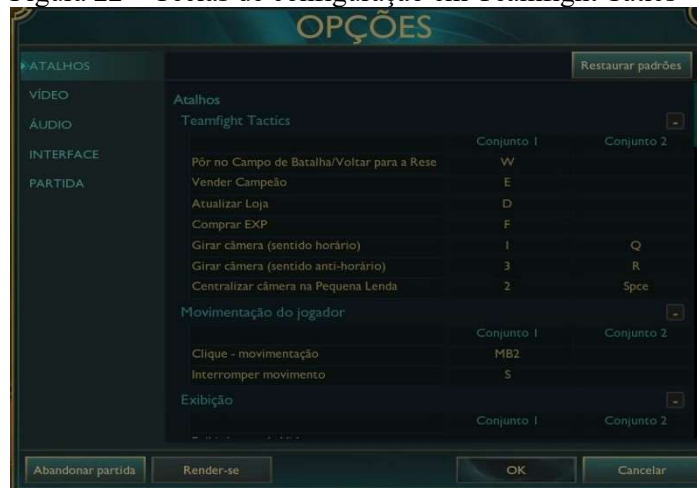 OPÇÕES
ATALHOS
Restaurar padrões
VÍDEO
Atalhos
ÁUDIO
Teamfight Tactics
-
Conjunto 1 Conjunto 2
INTERFACE
Pôr no Campo de Batalha/Voltar para a Rese W
PARTIDA
Vender Campeão E
Atualizar Loja D
Comprar EXP F
Girar câmera (sentido horário) 1 Q
Girar câmera (sentido anti-horário) 3 R
Centralizar câmera na Pequena Lenda 2 Spce
Movimentação do jogador -
Conjunto 1 Conjunto 2
Clique - movimentação MB2
Interromper movimento S
Exibição -
Conjunto 1 Conjunto 2
Abandonar partida Render-se OK Cancelar